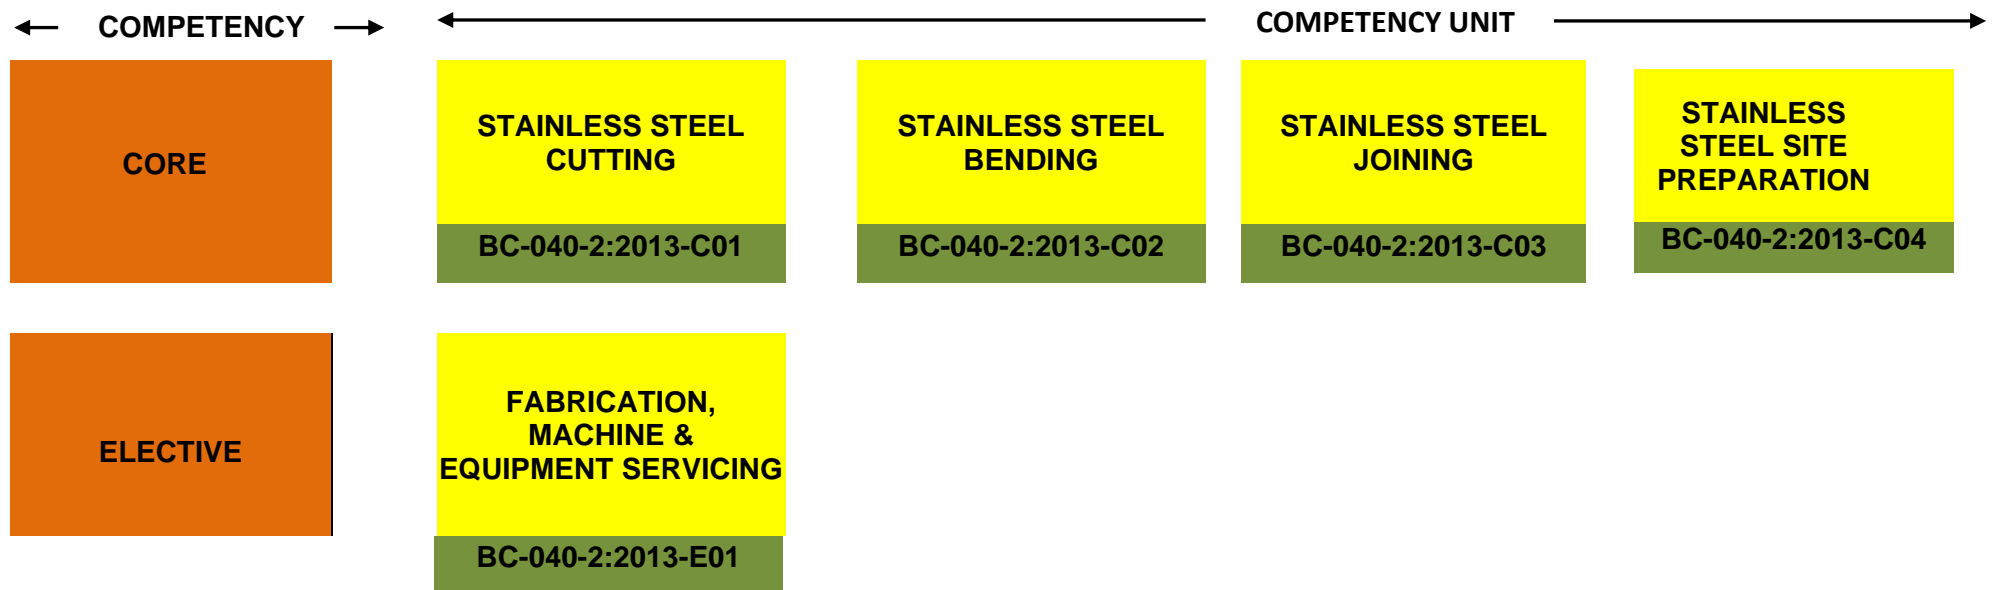 COMPETENCY
COMPETENCY UNIT
CORE
STAINLESS STEEL
CUTTING
BC-040-2:2013-C01
STAINLESS STEEL
BENDING
BC-040-2:2013-C02
STAINLESS STEEL
JOINING
BC-040-2:2013-C03
STAINLESS
STEEL SITE
PREPARATION
BC-040-2:2013-C04
ELECTIVE
FABRICATION,
MACHINE &
EQUIPMENT SERVICING
BC-040-2:2013-E01